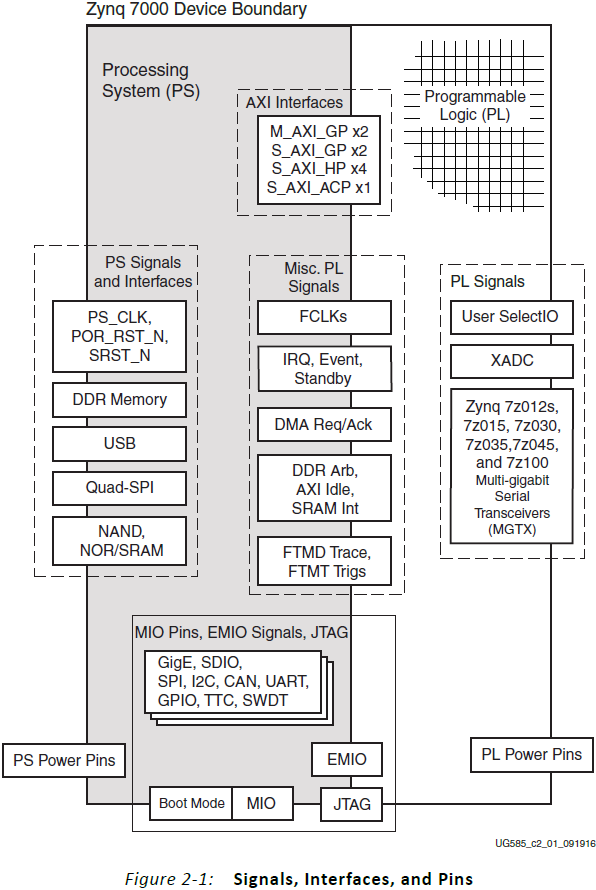 Zynq 7000 Device Boundary
Processing
System (PS)
AXI Interfaces
M_AXI_GP x2
S_AXI_GP x2
S_AXI_HP x4
S_AXI_ACP x1
Programmable
Logic (PL)
PS Signals
and Interfaces
PS_CLK,
POR_RST_N,
SRST_N
DDR Memory
USB
Quad-SPI
NAND,
NOR/SRAM
Misc. PL
Signals
FCLKs
IRQ, Event,
Standby
DMA Req/Ack
DDR Arb,
AXI Idle,
SRAM Int
FTMD Trace,
FTMT Trigs
PL Signals
User SelectIO
XADC
Zynq 7z012s,
7z015, 7z030,
7z035,7z045,
and 7z100
Multi-gigabit
Serial
Transceivers
(MGTX)
MIO Pins, EMIO Signals, JTAG
GigE, SDIO,
SPI, I2C, CAN, UART,
GPIO, TTC, SWDT
PS Power Pins
EMIO
PL Power Pins
Boot Mode
MIO
JTAG
UG585_c2_01_091916
Figure 2-1: Signals, Interfaces, and Pins